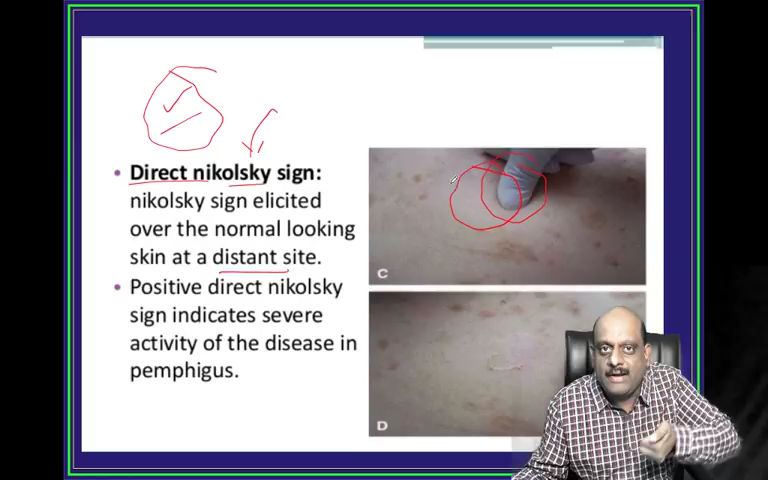 • Direct nikolsky sign:
nikolsky sign elicited
over the normal looking
skin at a distant site.
• Positive direct nikolsky
sign indicates severe
activity of the disease in
pemphigus.
C
D